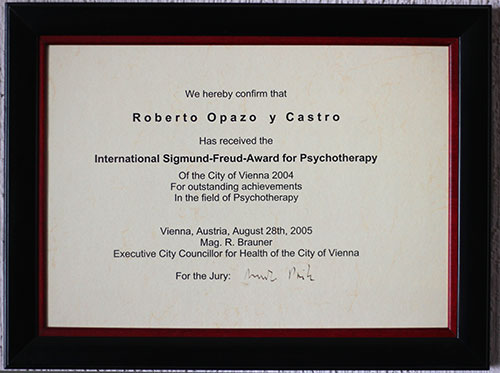 We hereby confirm that
Roberto Opazo y Castro
Has received the
International Sigmund-Freud-Award for Psychotherapy
Of the City of Vienna 2004
For outstanding achievements
In the field of Psychotherapy
Vienna, Austria, August 28th, 2005
Mag. R. Brauner
Executive City Councillor for Health of the City of Vienna
For the Jury: